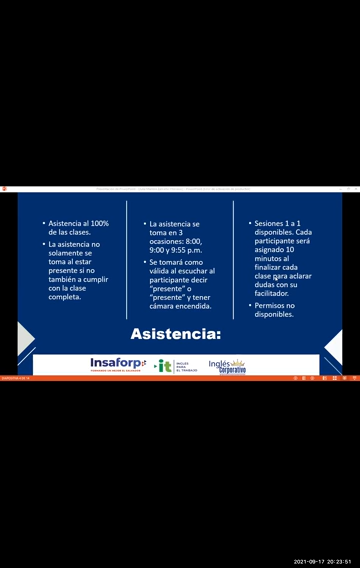 • Asistencia al 100%
de las clases.
• La asistencia no
solamente se
toma al estar
presente si no
también a cumplir
con la clase
completa.
• La asistencia se
toma en 3
ocasiones: 8:00,
9:00 y 9:55 p.m.
• Se tomará como
válida al escuchar al
participante decir
"presente" o
"presente" y tener
cámara encendida.
• Sesiones 1 a 1
disponibles. Cada
participante será
asignado 10
minutos al
finalizar cada
clase para aclarar
dudas con su
facilitador.
• Permisos no
disponibles.
Asistencia:
Insaforp
it
INGLÉS
PARA
EL TRABAJO
Inglés
Corporativo
2021-09-17 20:23:51